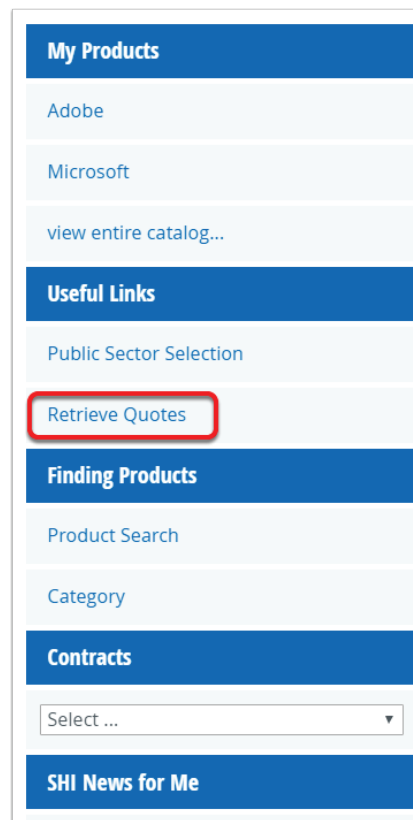 My Products
Adobe
Microsoft
view entire catalog...
Useful Links
Public Sector Selection
Retrieve Quotes
Finding Products
Product Search
Category
Contracts
Select ...
SHI News for Me